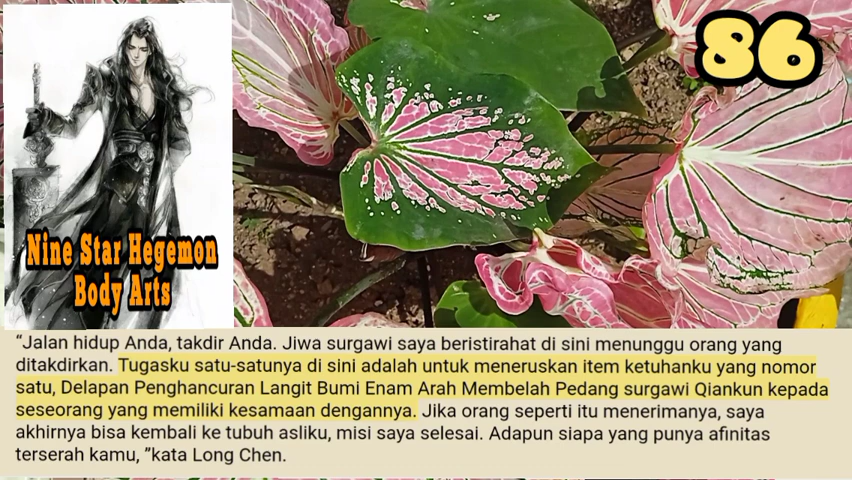 86
Nine Star Hegemon
Body Arts
“Jalan hidup Anda, takdir Anda. Jiwa surgawi saya beristirahat di sini menunggu orang yang
ditakdirkan. Tugasku satu-satunya di sini adalah untuk meneruskan item ketuhanku yang nomor
satu, Delapan Penghancuran Langit Bumi Enam Arah Membelah Pedang surgawi Qiankun kepada
seseorang yang memiliki kesamaan dengannya. Jika orang seperti itu menerimanya, saya
akhirnya bisa kembali ke tubuh asliku, misi saya selesai. Adapun siapa yang punya afinitas
terserah kamu, ”kata Long Chen.